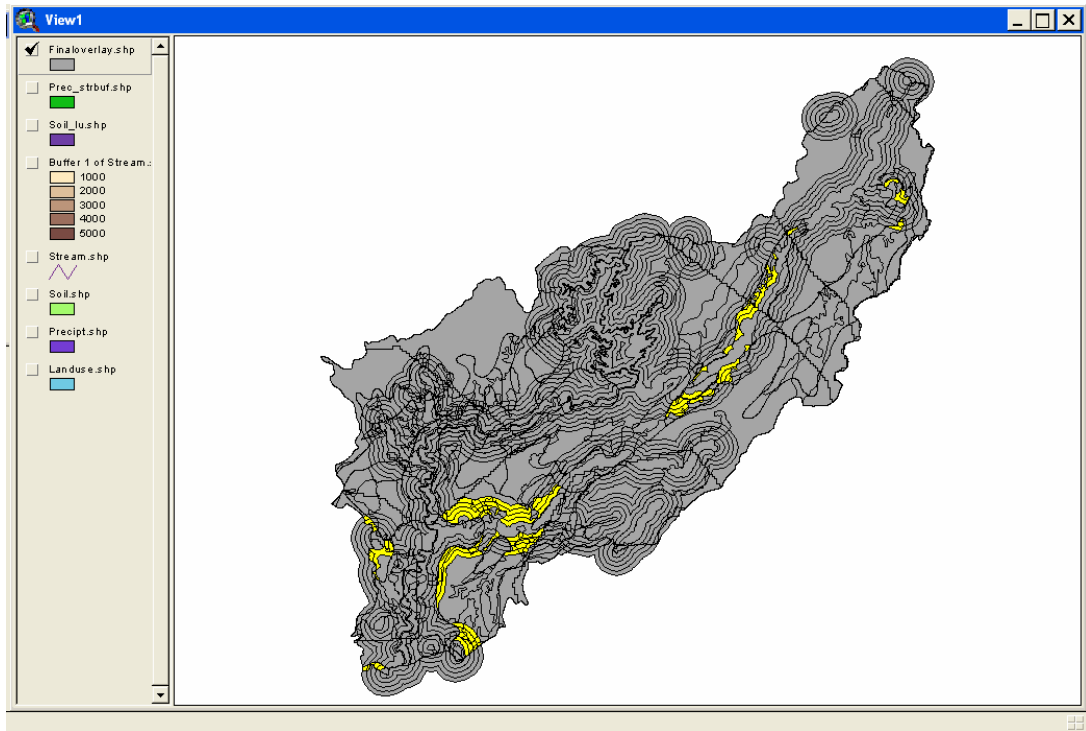 View1
Finaloverlay.shp
Prec_strbuf.shp
Soil_lu.shp
Buffer 1 of Stream.s
1000
2000
3000
4000
5000
Stream.shp
Soil.shp
Precipt.shp
Landuse.shp